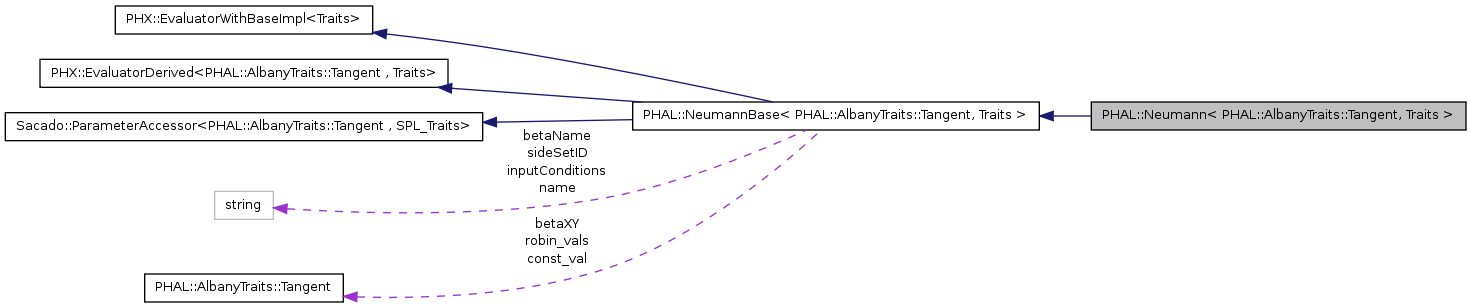 PHX::EvaluatorWithBaseImpl<Traits>
PHX::EvaluatorDerived<PHAL::AlbanyTraits::Tangent , Traits>
Sacado::ParameterAccessor<PHAL::AlbanyTraits::Tangent , SPL_Traits>
PHAL::NeumannBase< PHAL::AlbanyTraits::Tangent, Traits >
PHAL::Neumann< PHAL::AlbanyTraits::Tangent, Traits >
betaName
sideSetID
inputConditions
name
string
betaXY
robin_vals
const_val
PHAL::AlbanyTraits::Tangent